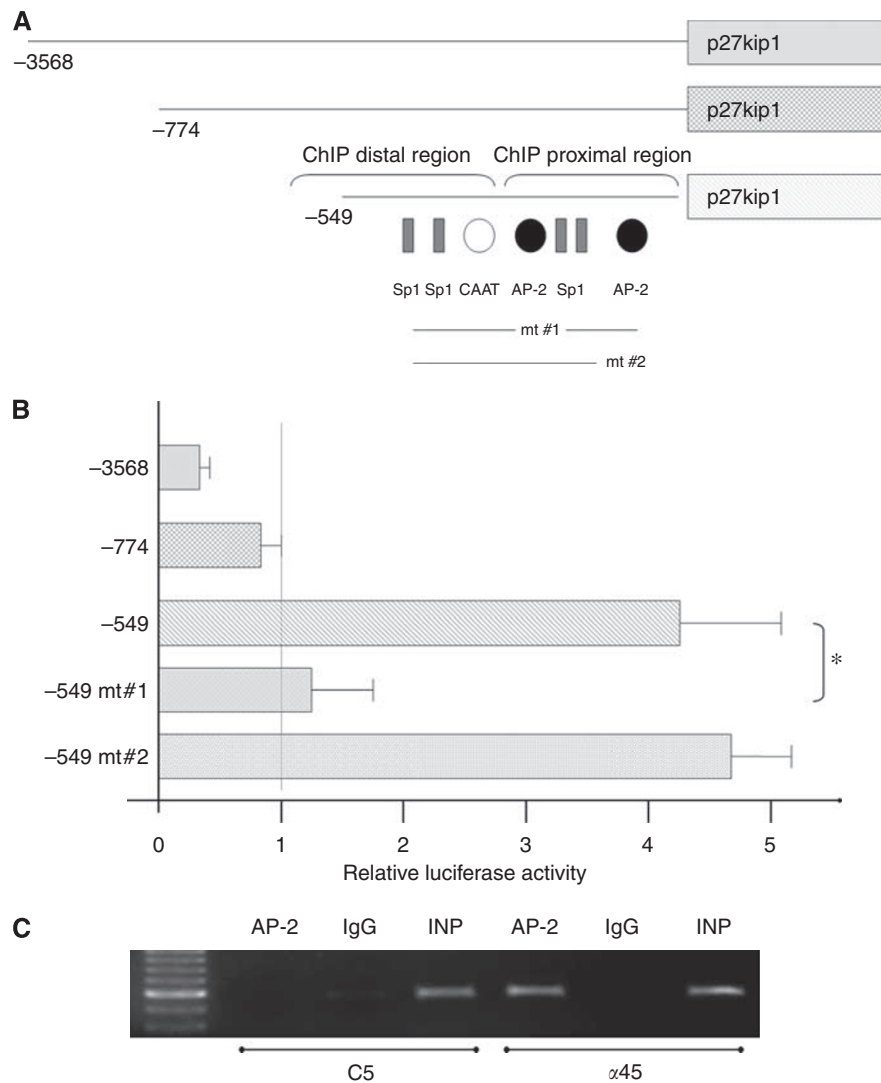 A
p27kip1
–3568
p27kip1
–774
ChIP distal region ChIP proximal region
p27kip1
–549
Sp1 Sp1 CAAT AP-2 Sp1 AP-2
mt #1
mt #2
B
–3568
–774
–549
*
–549 mt#1
–549 mt#2
0 1 2 3 4 5
Relative luciferase activity
C
AP-2 IgG INP AP-2 IgG INP
C5 α45